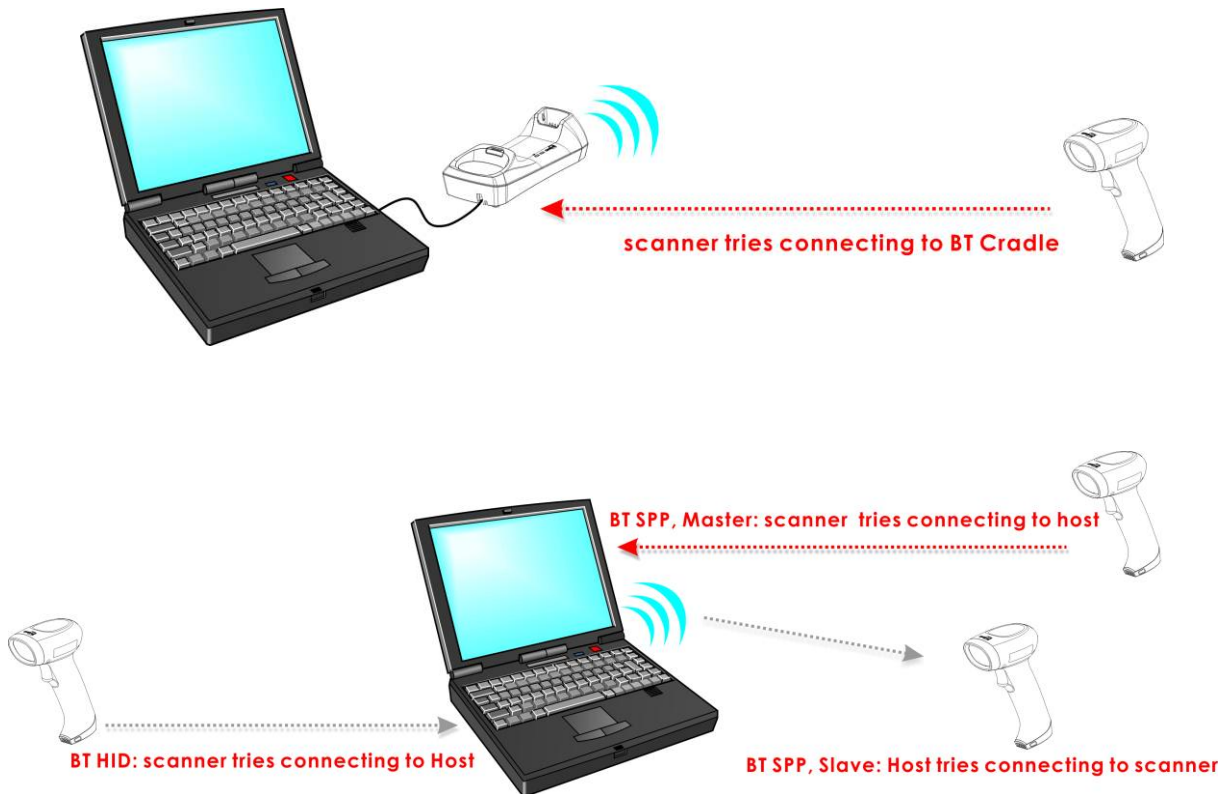 scanner tries connecting to BT Cradle
BT SPP, Master: scanner tries connecting to host
BT HID: scanner tries connecting to Host
BT SPP, Slave: Host tries connecting to scanner